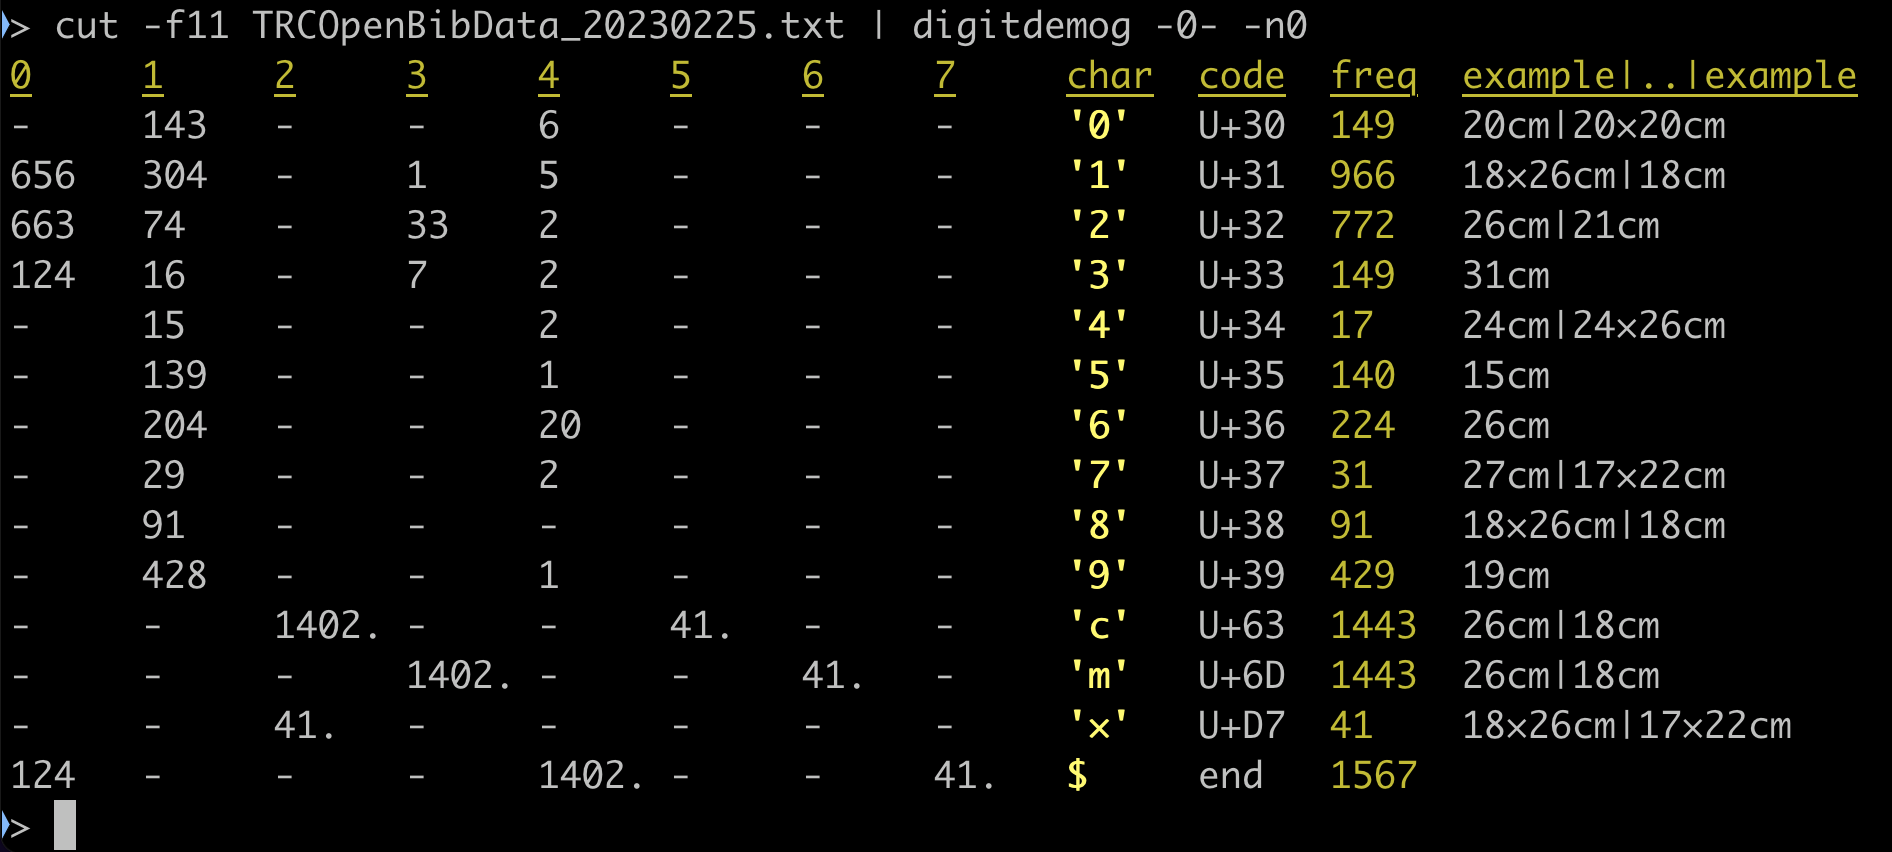 > cut -f11 TRCOpenBibData_20230225.txt | digitdemog -0- -n0
0 1 2 3 4 5 6 7 char code freq example|..|example
- 143 - - 6 - - - '0' U+30 149 20cm|20×20cm
656 304 - 1 5 - - - '1' U+31 966 18×26cm|18cm
663 74 - 33 2 - - - '2' U+32 772 26cm|21cm
124 16 - 7 2 - - - '3' U+33 149 31cm
- 15 - - 2 - - - '4' U+34 17 24cm|24×26cm
- 139 - - 1 - - - '5' U+35 140 15cm
- 204 - - 20 - - - '6' U+36 224 26cm
- 29 - - 2 - - - '7' U+37 31 27cm|17×22cm
- 91 - - - - - - '8' U+38 91 18×26cm|18cm
- 428 - - 1 - - - '9' U+39 429 19cm
- - 1402. - - 41. - - 'c' U+63 1443 26cm|18cm
- - - 1402. - - 41. - 'm' U+6D 1443 26cm|18cm
- - 41. - - - - - '×' U+D7 41 18×26cm|17×22cm
124 - - - 1402. - - 41. $ end 1567
>